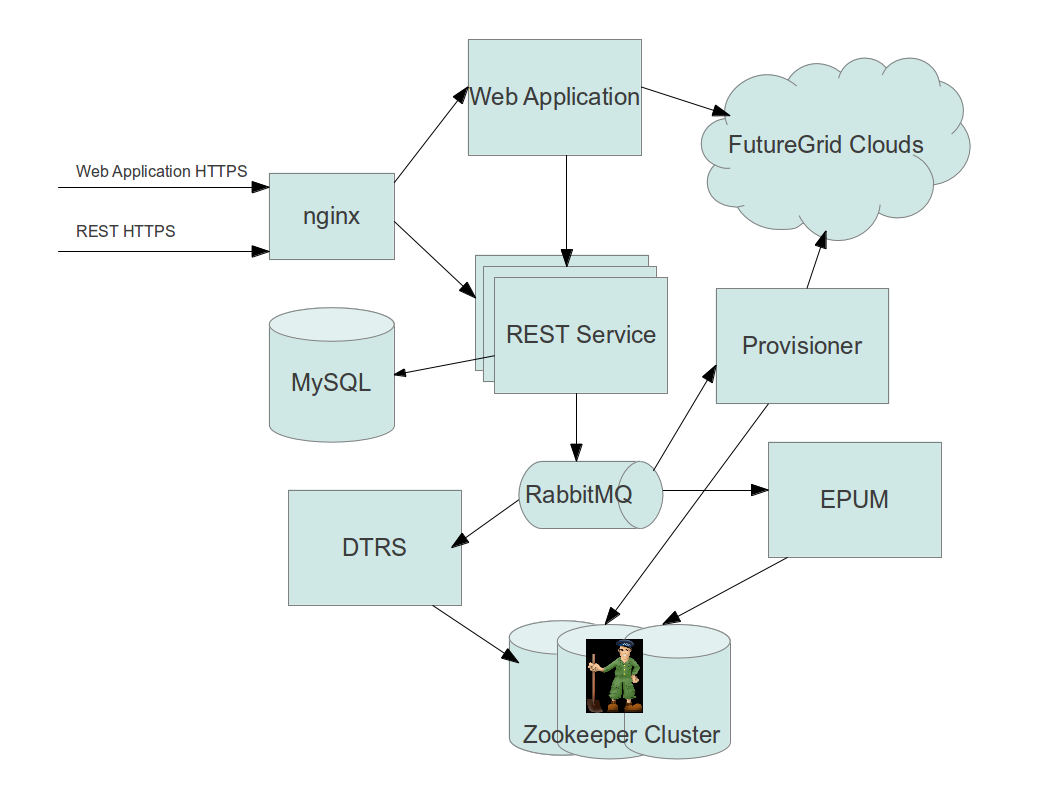 Web Application
FutureGrid Clouds
Web Application HTTPS
nginx
REST HTTPS
REST Service
Provisioner
MySQL
RabbitMQ
EPUM
DTRS
Zookeeper Cluster